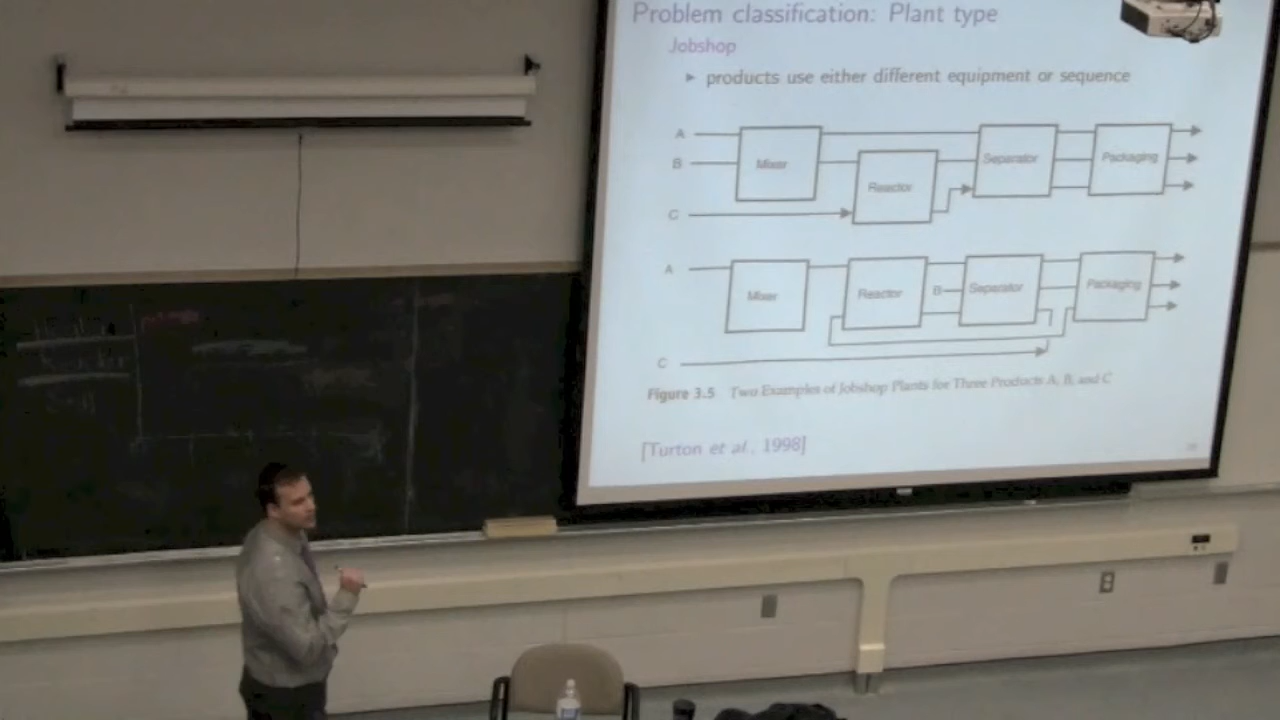 Problem classification: Plant type
Jobshop
products use either different equipment or sequence
A
B
C
Mixer
Reactor
Separator
Packaging
A
C
Mixer
Reactor
B
Separator
Packaging
Figure 3.5 Two Examples of Jobshop Plants for Three Products A, B, and C
[Turton et al., 1998]